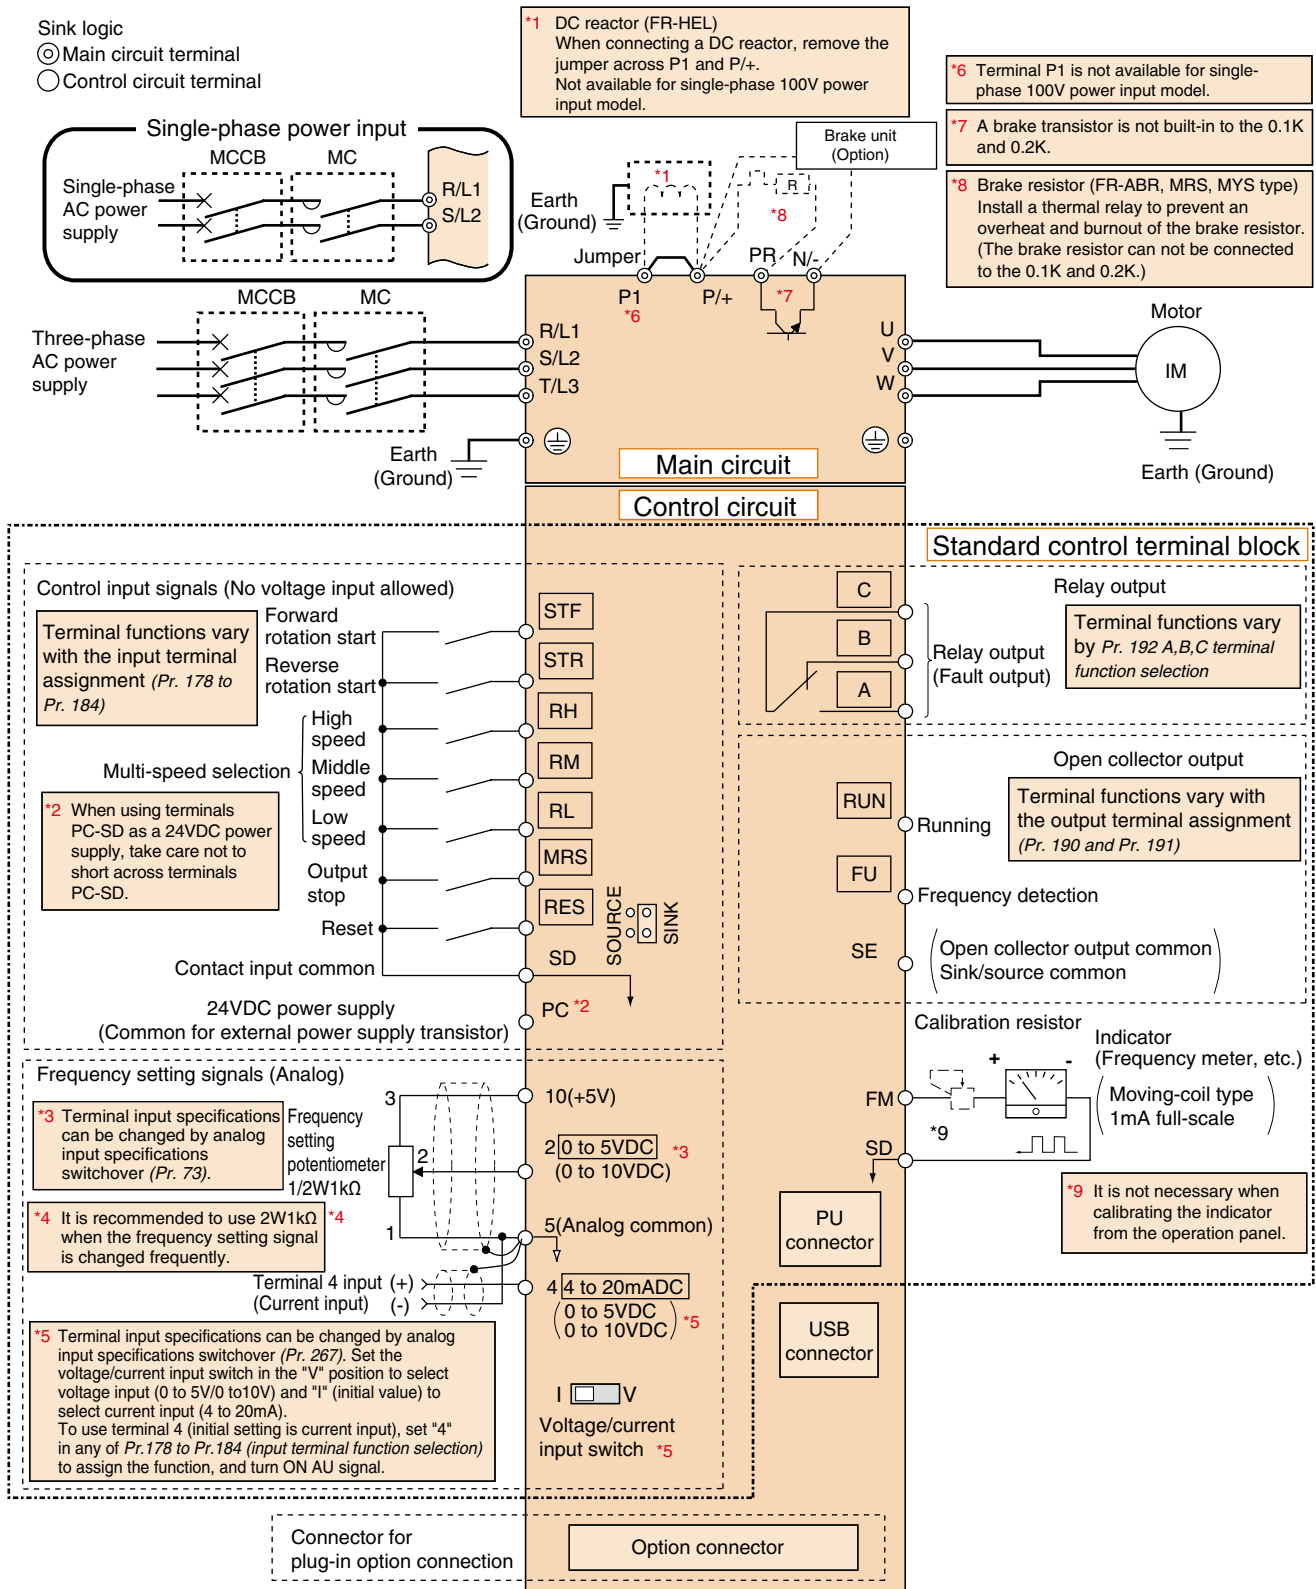 Sink logic
Main circuit terminal
Control circuit terminal
*1 DC reactor (FR-HEL)
When connecting a DC reactor, remove the
jumper across P1 and P/+.
Not available for single-phase 100V power
input model.
*6 Terminal P1 is not available for single-
phase 100V power input model.
*7 A brake transistor is not built-in to the 0.1K
and 0.2K.
*8 Brake resistor (FR-ABR, MRS, MYS type)
Install a thermal relay to prevent an
overheat and burnout of the brake resistor.
(The brake resistor can not be connected
to the 0.1K and 0.2K.)
Single-phase power input
MCCB
MC
Single-phase
AC power
supply
R/L1
S/L2
Brake unit
(Option)
*1
R
*8
Earth
(Ground)
Jumper
PR
N/-
P1
*6
P/+
*7
MCCB
MC
Three-phase
AC power
supply
R/L1
S/L2
T/L3
U
V
W
Motor
IM
Earth
(Ground)
Earth (Ground)
Main circuit
Control circuit
Standard control terminal block
Control input signals (No voltage input allowed)
Terminal functions vary
with the input terminal
assignment (Pr. 178 to
Pr. 184)
Forward
rotation start
STF
Reverse
rotation start
STR
Multi-speed selection
High
speed
RH
Middle
speed
RM
Low
speed
RL
*2 When using terminals
PC-SD as a 24VDC power
supply, take care not to
short across terminals
PC-SD.
Output
stop
MRS
Reset
RES
SOURCE
SINK
Contact input common
SD
24VDC power supply
(Common for external power supply transistor)
PC *2
C
B
A
Relay output
Relay output
(Fault output)
Terminal functions vary
by Pr. 192 A,B,C terminal
function selection
Open collector output
RUN
Running
Terminal functions vary with
the output terminal assignment
(Pr. 190 and Pr. 191)
FU
Frequency detection
SE
Open collector output common
Sink/source common
Frequency setting signals (Analog)
*3 Terminal input specifications
can be changed by analog
input specifications
switchover (Pr. 73).
Frequency
setting
potentiometer
1/2W1kΩ
*4
*4 It is recommended to use 2W1kΩ
when the frequency setting signal
is changed frequently.
3
2
1
10(+5V)
2 0 to 5VDC *3
(0 to 10VDC)
5(Analog common)
Terminal 4 input (+)
(Current input) (-)
4 4 to 20mADC
0 to 5VDC
0 to 10VDC
*5
*5 Terminal input specifications can be changed by analog
input specifications switchover (Pr. 267). Set the
voltage/current input switch in the "V" position to select
voltage input (0 to 5V/0 to10V) and "I" (initial value) to
select current input (4 to 20mA).
To use terminal 4 (initial setting is current input), set "4"
in any of Pr.178 to Pr.184 (input terminal function selection)
to assign the function, and turn ON AU signal.
I V
Voltage/current
input switch *5
Calibration resistor
Indicator
(Frequency meter, etc.)
+ -
Moving-coil type
1mA full-scale
FM
*9
SD
*9 It is not necessary when
calibrating the indicator
from the operation panel.
PU
connector
USB
connector
Connector for
plug-in option connection
Option connector